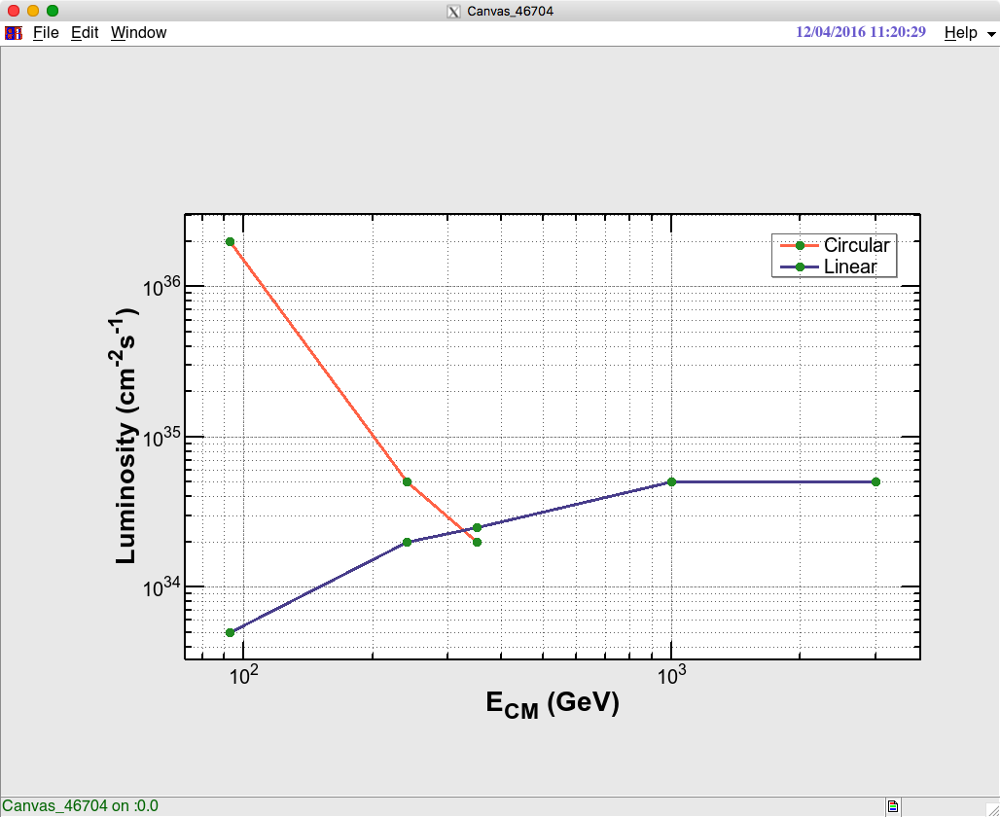 Canvas_46704
File Edit Window 12/04/2016 11:20:29 Help
Circular
Linear
10^36
10^35
10^34
Luminosity (cm^-2s^-1)
10^2 10^3
E_CM (GeV)
Canvas_46704 on :0.0